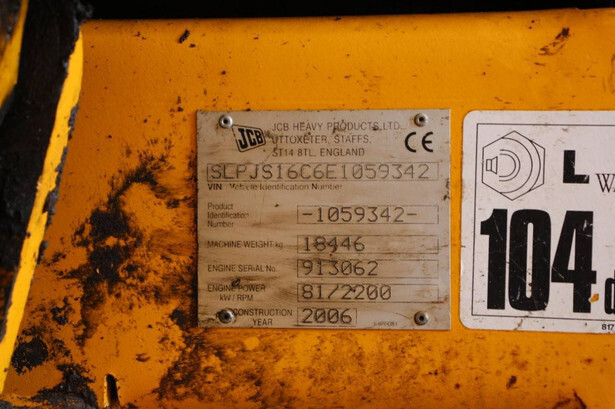 JCB
JCB HEAVY PRODUCTS LTD.
UTTOXETER, STAFFS,
ST14 8TL, ENGLAND
CE
SLPJS16C6E1059342
VIN Vehicle Identification Number
Product
Identification
Number
-1059342-
MACHINE WEIGHT kg 18446
ENGINE SERIAL No. 913062
ENGINE POWER
kW / RPM
81/2200
CONSTRUCTION
YEAR
2006
L
W
104
d
817